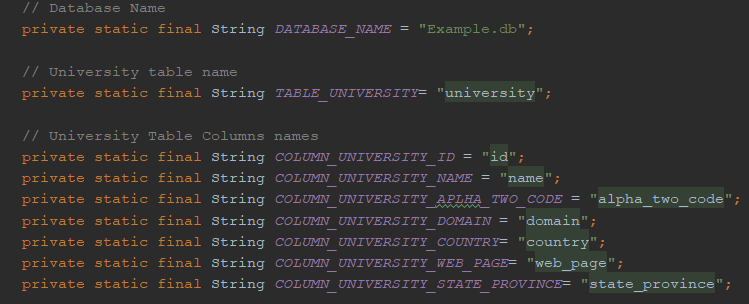 // Database Name
private static final String DATABASE_NAME = "Example.db";
// University table name
private static final String TABLE_UNIVERSITY= "university";
// University Table Columns names
private static final String COLUMN_UNIVERSITY_ID = "id";
private static final String COLUMN_UNIVERSITY_NAME = "name";
private static final String COLUMN_UNIVERSITY_APLHA_TWO_CODE = "alpha_two_code";
private static final String COLUMN_UNIVERSITY_DOMAIN = "domain";
private static final String COLUMN_UNIVERSITY_COUNTRY= "country";
private static final String COLUMN_UNIVERSITY_WEB_PAGE= "web_page";
private static final String COLUMN_UNIVERSITY_STATE_PROVINCE= "state_province";